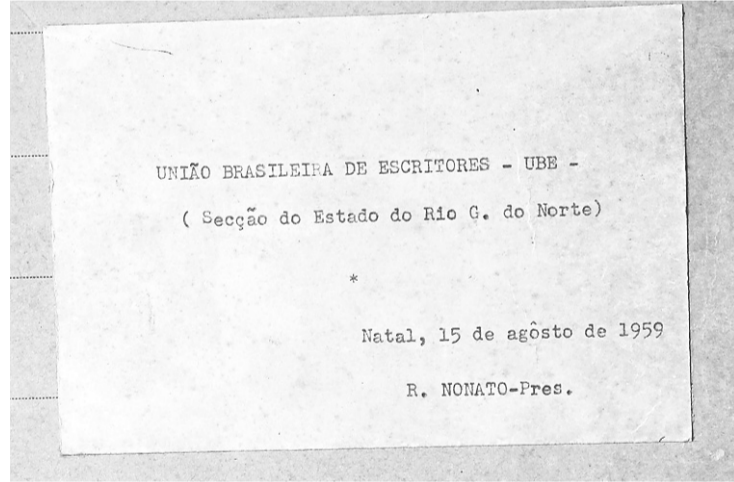 UNIÃO BRASILEIRA DE ESCRITORES - UBE -
( Secção do Estado do Rio G. do Norte)
*
Natal, 15 de agôsto de 1959
R. NONATO-Pres.